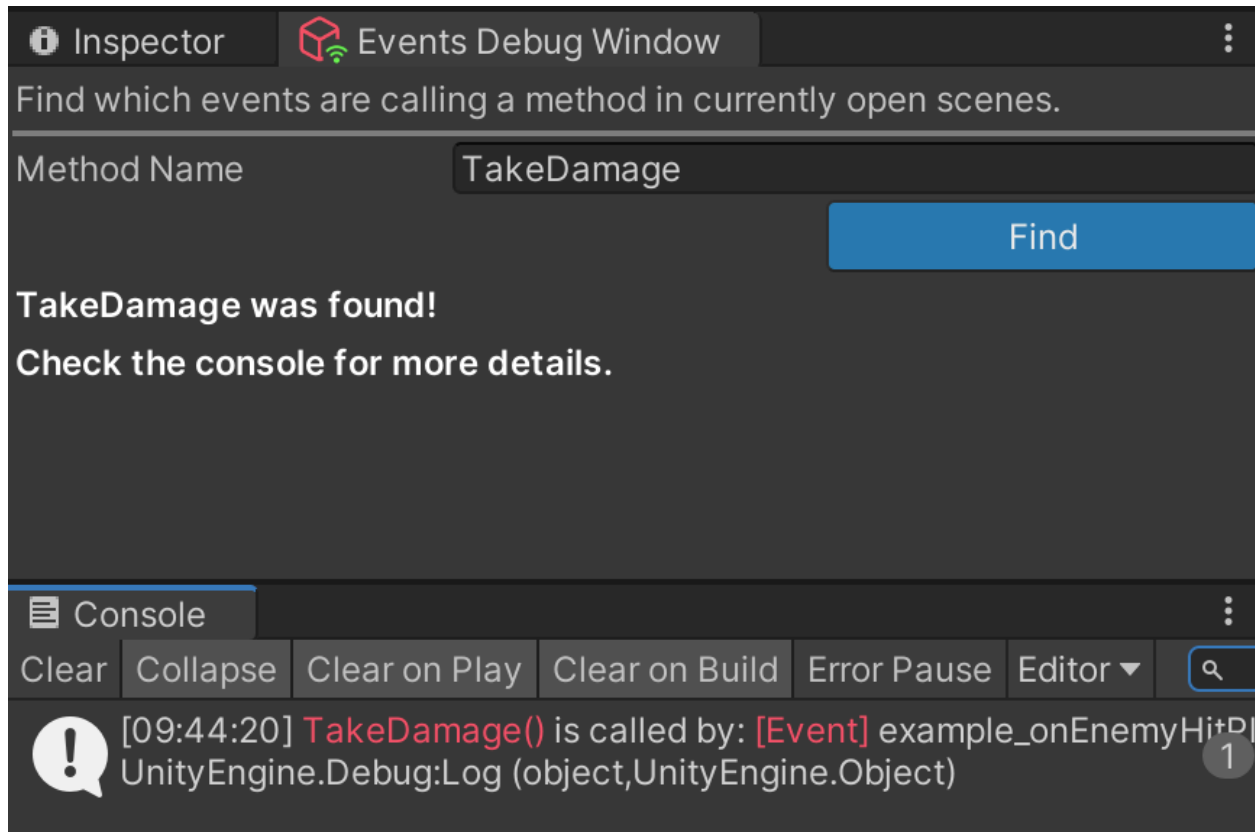 Inspector Events Debug Window
Find which events are calling a method in currently open scenes.
Method Name TakeDamage
Find
TakeDamage was found!
Check the console for more details.
Console
Clear Collapse Clear on Play Clear on Build Error Pause Editor
[09:44:20] TakeDamage() is called by: [Event]
UnityEngine.Debug:Log (object,UnityEngine.Object)
1